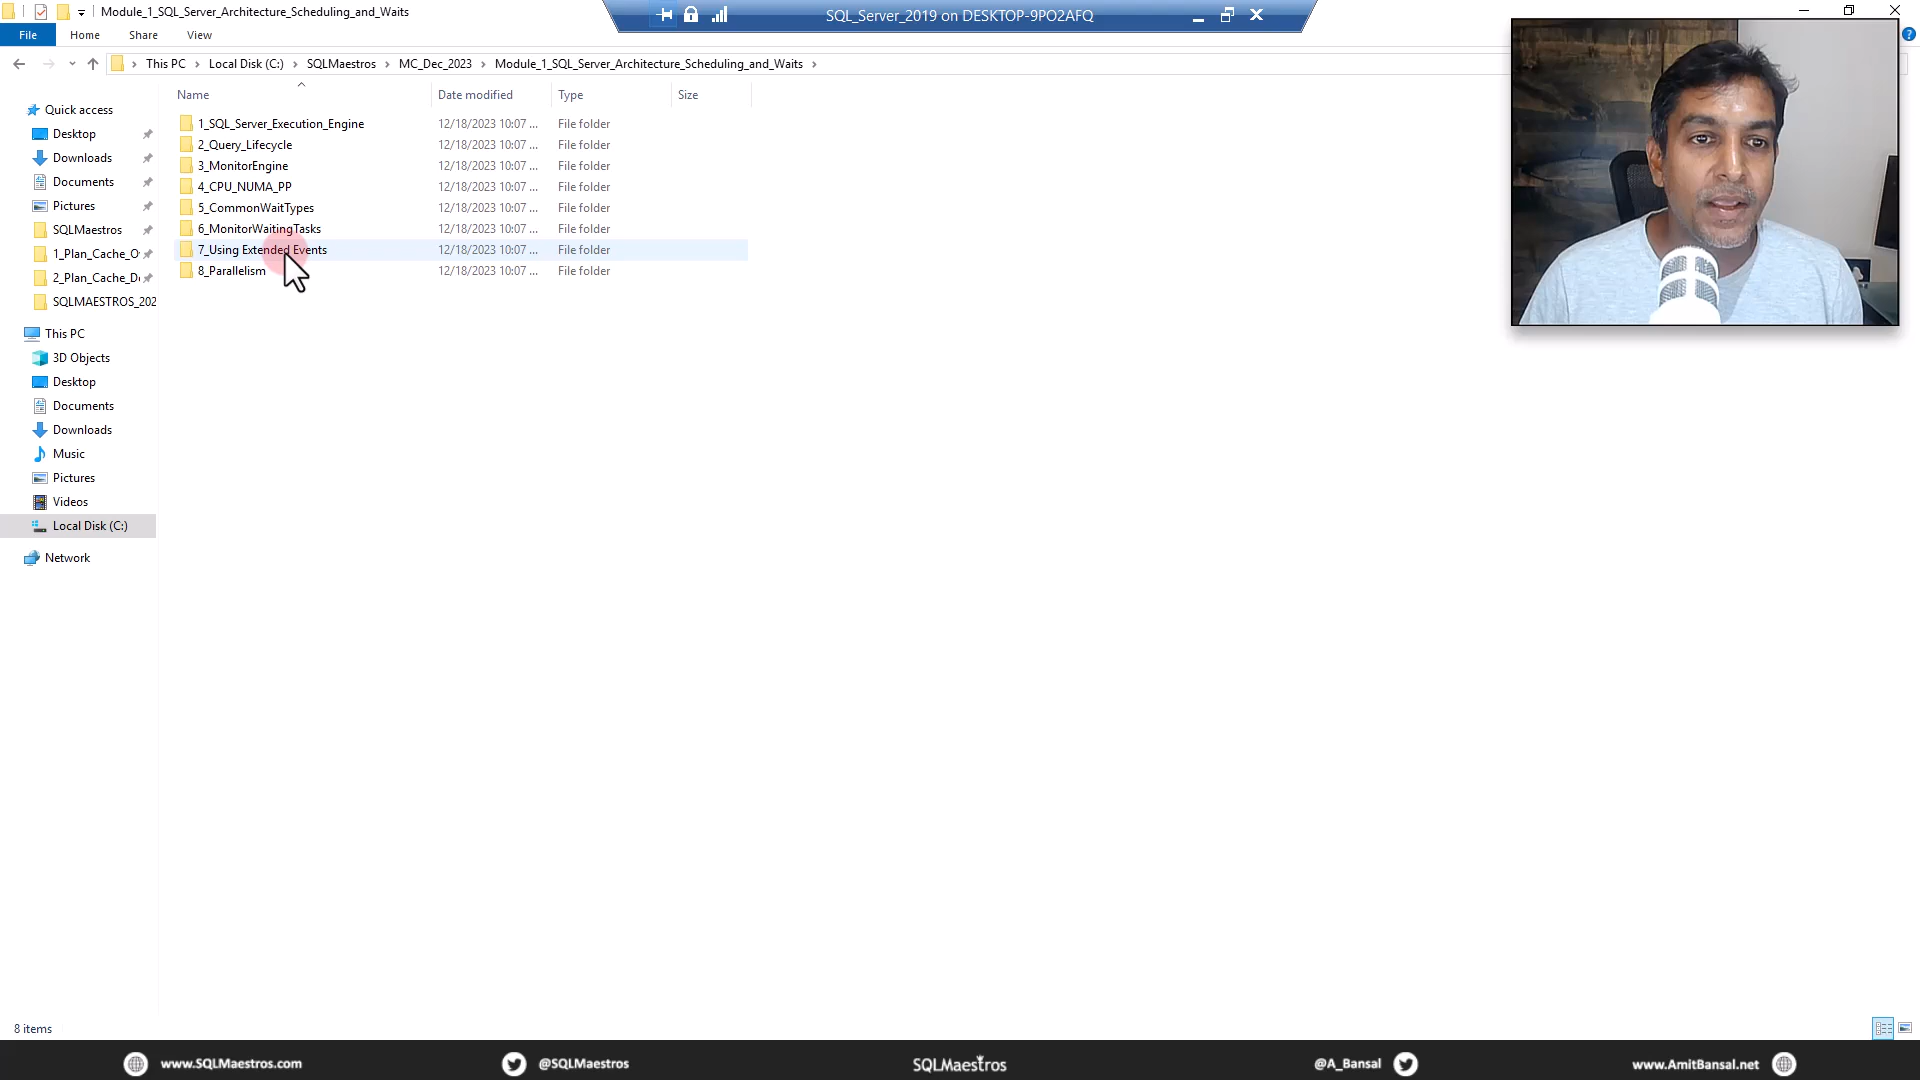 Module_1_SQL_Server_Architecture_Scheduling_and_Waits
SQL_Server_2019 on DESKTOP-9PO2AFQ
File Home Share View
This PC Local Disk (C:) SQLMaestros MC_Dec_2023 Module_1_SQL_Server_Architecture_Scheduling_and_Waits
Name Date modified Type Size
Quick access
Desktop
Downloads
Documents
Pictures
SQLMaestros
1_Plan_Cache_O
2_Plan_Cache_D
SQLMAESTROS_202
This PC
3D Objects
Desktop
Documents
Downloads
Music
Pictures
Videos
Local Disk (C:)
Network
1_SQL_Server_Execution_Engine 12/18/2023 10:07 ... File folder
2_Query_Lifecycle 12/18/2023 10:07 ... File folder
3_MonitorEngine 12/18/2023 10:07 ... File folder
4_CPU_NUMA_PP 12/18/2023 10:07 ... File folder
5_CommonWaitTypes 12/18/2023 10:07 ... File folder
6_MonitorWaitingTasks 12/18/2023 10:07 ... File folder
7_Using Extended Events 12/18/2023 10:07 ... File folder
8_Parallelism 12/18/2023 10:07 ... File folder
8 items
www.SQLMaestros.com @SQLMaestros SQLMaestros @A_Bansal www.AmitBansal.net